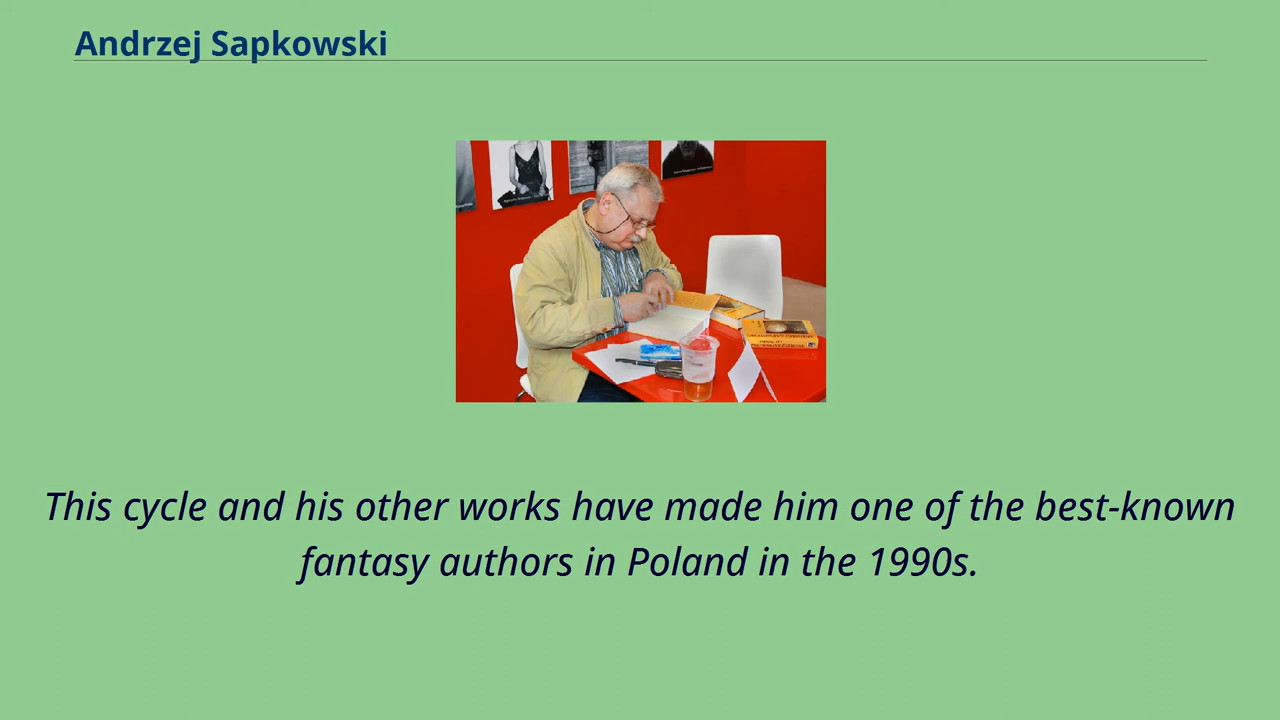 Andrzej Sapkowski
This cycle and his other works have made him one of the best-known
fantasy authors in Poland in the 1990s.